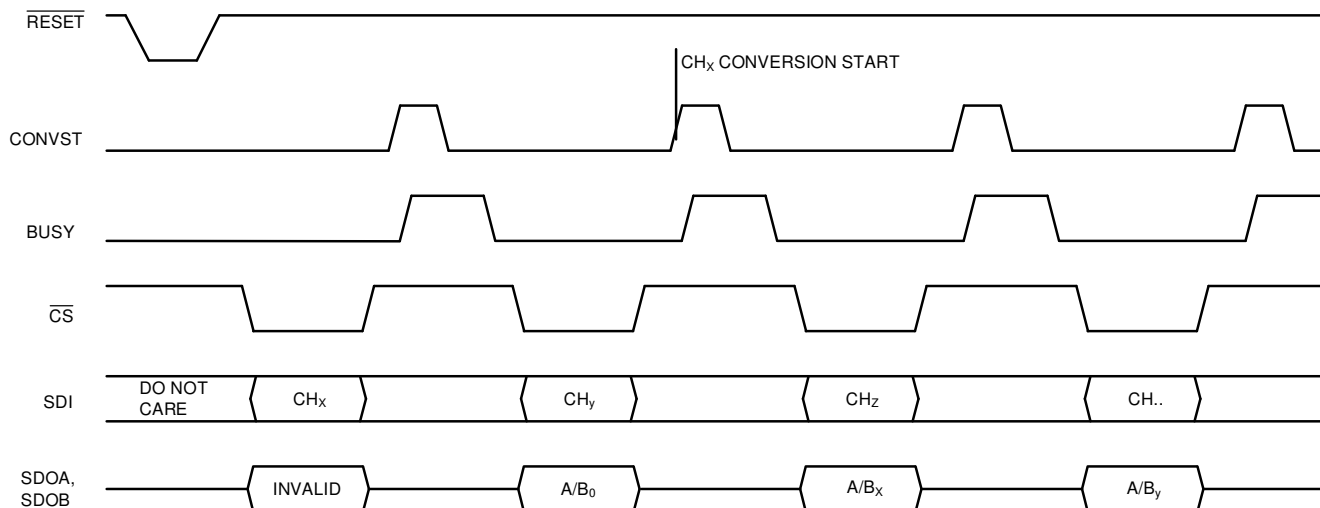 RESET
CHX CONVERSION START
CONVST
BUSY
CS
SDI
DO NOT
CARE
CHX
CHy
CHZ
CH..
SDOA,
SDOB
INVALID
A/B0
A/BX
A/By